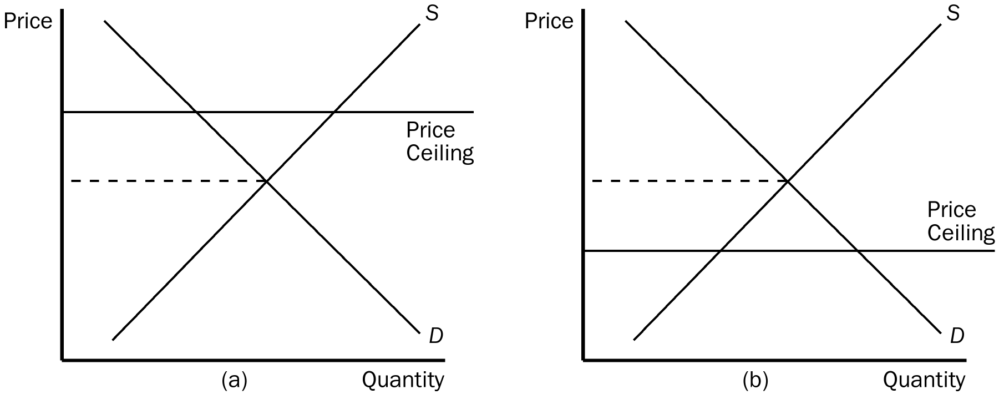 Price
S
Price
Ceiling
D
(a)
Quantity
Price
S
Price
Ceiling
D
(b)
Quantity